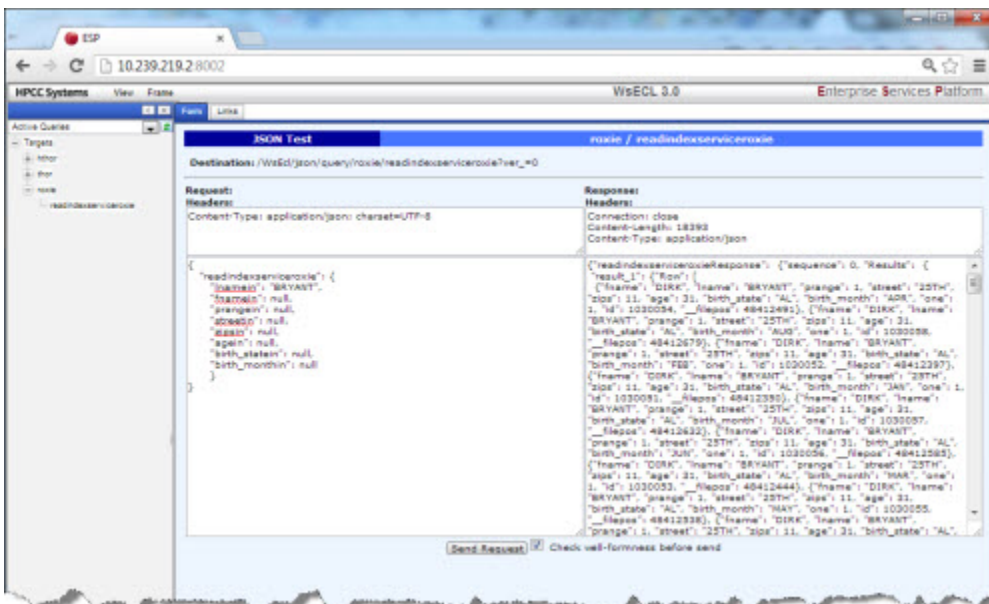 ESP
10.239.219.2:8002
HPCC Systems View Frame WsECL 3.0 Enterprise Services Platform
Form Links
Active Queries
Targets
hthor
thor
roxie
readindexserviceroxie
JSON Test roxie / readindexserviceroxie
Destination: /WsEcl/json/query/roxie/readindexserviceroxie?ver_=0
Request:
Headers:
Content-Type: application/json: charset=UTF-8
{
"readindexserviceroxie": {
"lnamein": "BRYANT",
"fnamein": null,
"prangein": null,
"streetin": null,
"zipsin": null,
"agein": null,
"birth_statein": null,
"birth_monthin": null
}
}
Response:
Headers:
Connection: close
Content-Length: 18393
Content-Type: application/json
{"readindexserviceroxieResponse": {"sequence": 0, "Results": {
"result_1": {"Row": [
{"fname": "DIRK", "lname": "BRYANT", "prange": 1, "street": "25TH",
"zips": 11, "age": 31, "birth_state": "AL", "birth_month": "APR", "one":
1, "id": 1030054, "__filepos": 48412491}, {"fname": "DIRK", "lname":
"BRYANT", "prange": 1, "street": "25TH", "zips": 11, "age": 31,
"birth_state": "AL", "birth_month": "AUG", "one": 1, "id": 1030058,
"__filepos": 48412679}, {"fname": "DIRK", "lname": "BRYANT",
"prange": 1, "street": "25TH", "zips": 11, "age": 31, "birth_state": "AL",
"birth_month": "FEB", "one": 1, "id": 1030052, "__filepos": 48412397},
{"fname": "DIRK", "lname": "BRYANT", "prange": 1, "street": "25TH",
"zips": 11, "age": 31, "birth_state": "AL", "birth_month": "JAN", "one": 1,
"id": 1030051, "__filepos": 48412350}, {"fname": "DIRK", "lname":
"BRYANT", "prange": 1, "street": "25TH", "zips": 11, "age": 31,
"birth_state": "AL", "birth_month": "JUL", "one": 1, "id": 1030057,
"__filepos": 48412632}, {"fname": "DIRK", "lname": "BRYANT",
"prange": 1, "street": "25TH", "zips": 11, "age": 31, "birth_state": "AL",
"birth_month": "JUN", "one": 1, "id": 1030056, "__filepos": 48412585},
{"fname": "DIRK", "lname": "BRYANT", "prange": 1, "street": "25TH",
"zips": 11, "age": 31, "birth_state": "AL", "birth_month": "MAR", "one":
1, "id": 1030053, "__filepos": 48412444}, {"fname": "DIRK", "lname":
"BRYANT", "prange": 1, "street": "25TH", "zips": 11, "age": 31,
"birth_state": "AL", "birth_month": "MAY", "one": 1, "id": 1030055,
"__filepos": 48412538}, {"fname": "DIRK", "lname": "BRYANT",
"prange": 1, "street": "25TH", "zips": 11, "age": 31, "birth_state": "AL",
Send Request Check well-formness before send